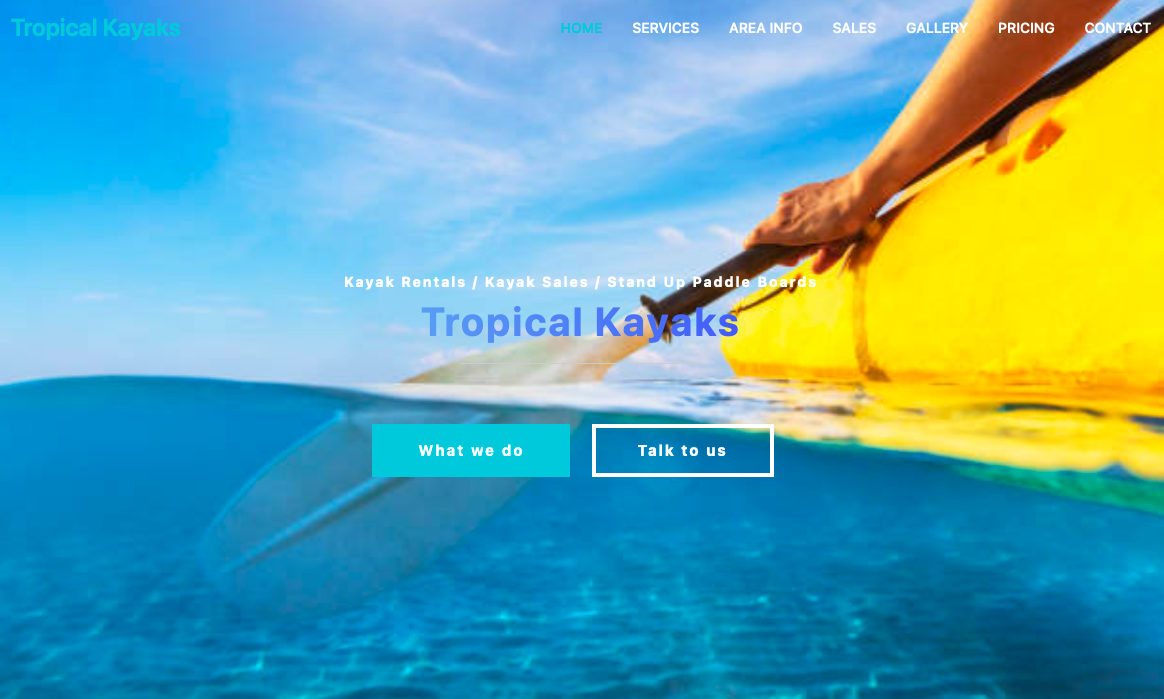 Tropical Kayaks
HOME SERVICES AREA INFO SALES GALLERY PRICING CONTACT
Kayak Rentals / Kayak Sales / Stand Up Paddle Boards
Tropical Kayaks
What we do Talk to us